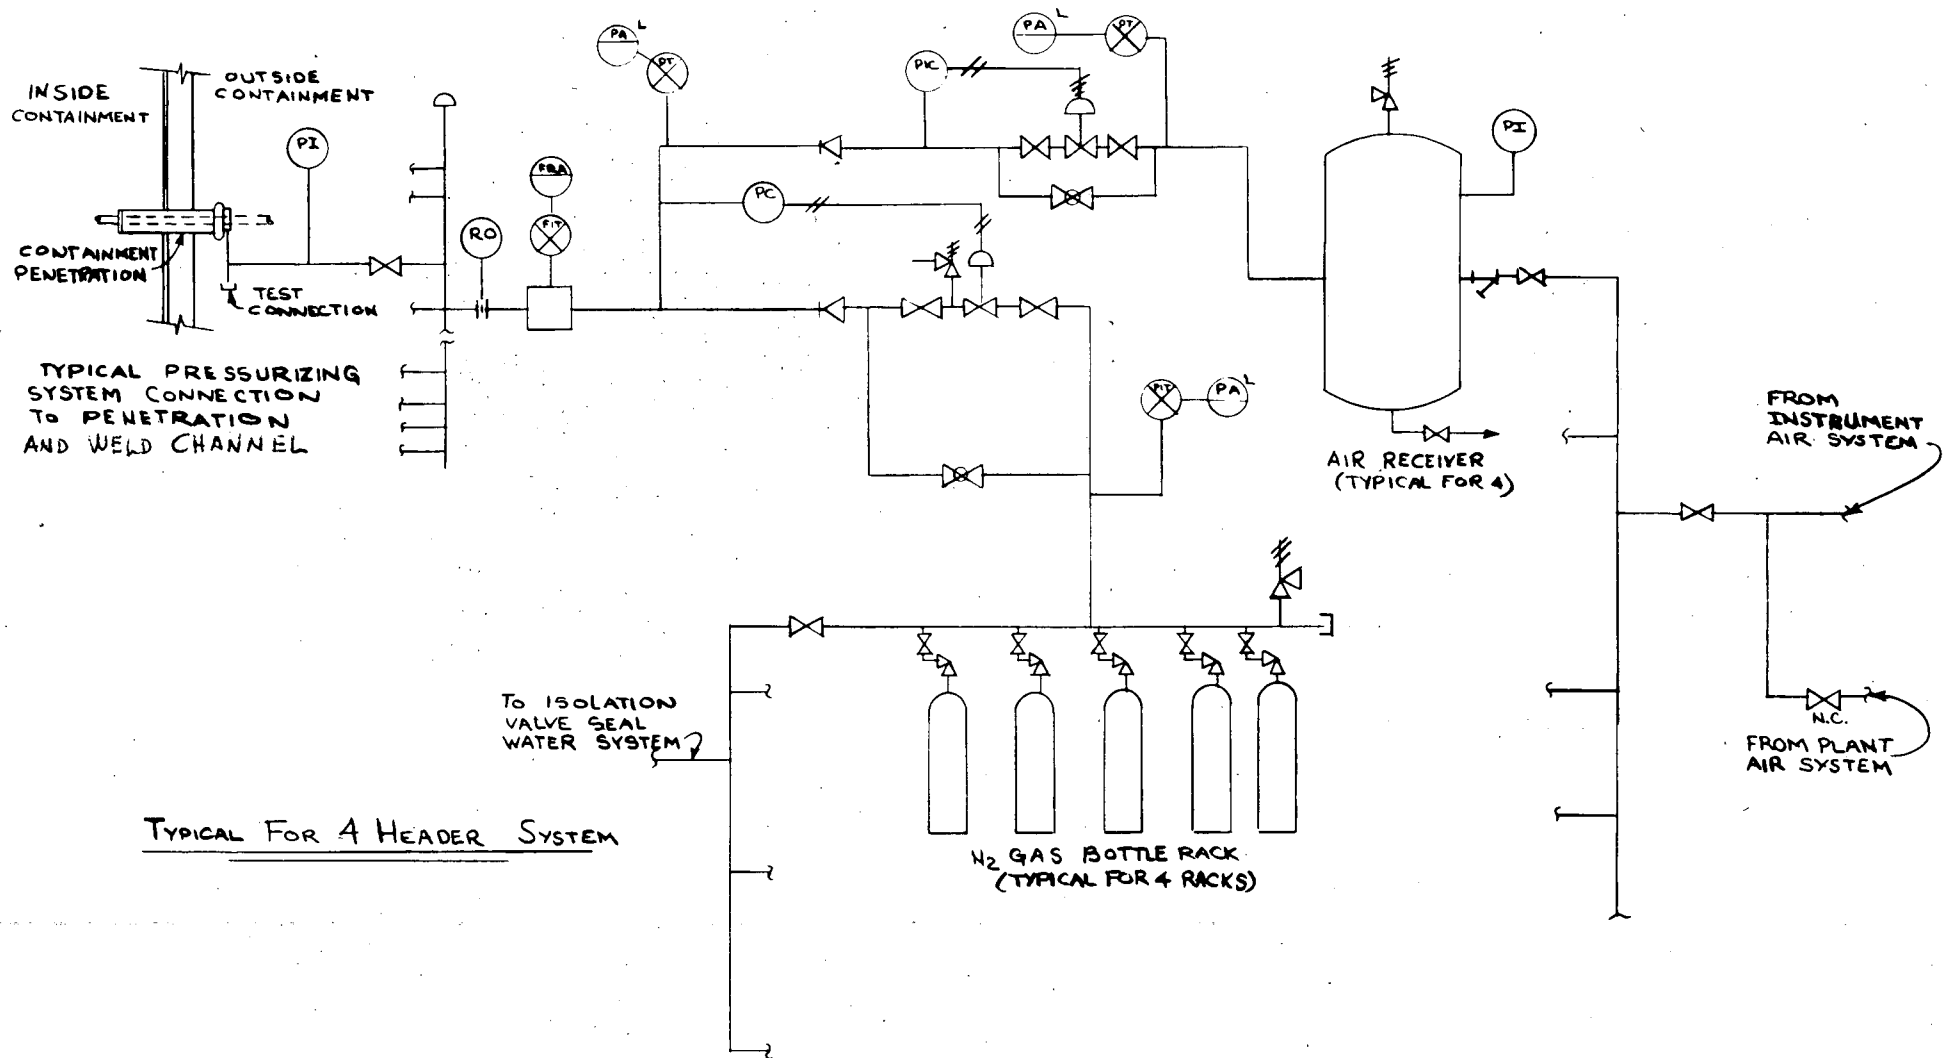 INSIDE
CONTAINMENT
OUTSIDE
CONTAINMENT
PI
CONTAINMENT
PENETRATION
TEST
CONNECTION
TYPICAL PRESSURIZING
SYSTEM CONNECTION
TO PENETRATION
AND WELD CHANNEL
RO
FRA
FIT
PA L
PT
PC
PIC
PA L
PT
PI
PIT
PA L
AIR RECEIVER
(TYPICAL FOR 4)
FROM
INSTRUMENT
AIR SYSTEM
N.C.
FROM PLANT
AIR SYSTEM
TO ISOLATION
VALVE SEAL
WATER SYSTEM
N2 GAS BOTTLE RACK
(TYPICAL FOR 4 RACKS)
TYPICAL FOR 4 HEADER SYSTEM